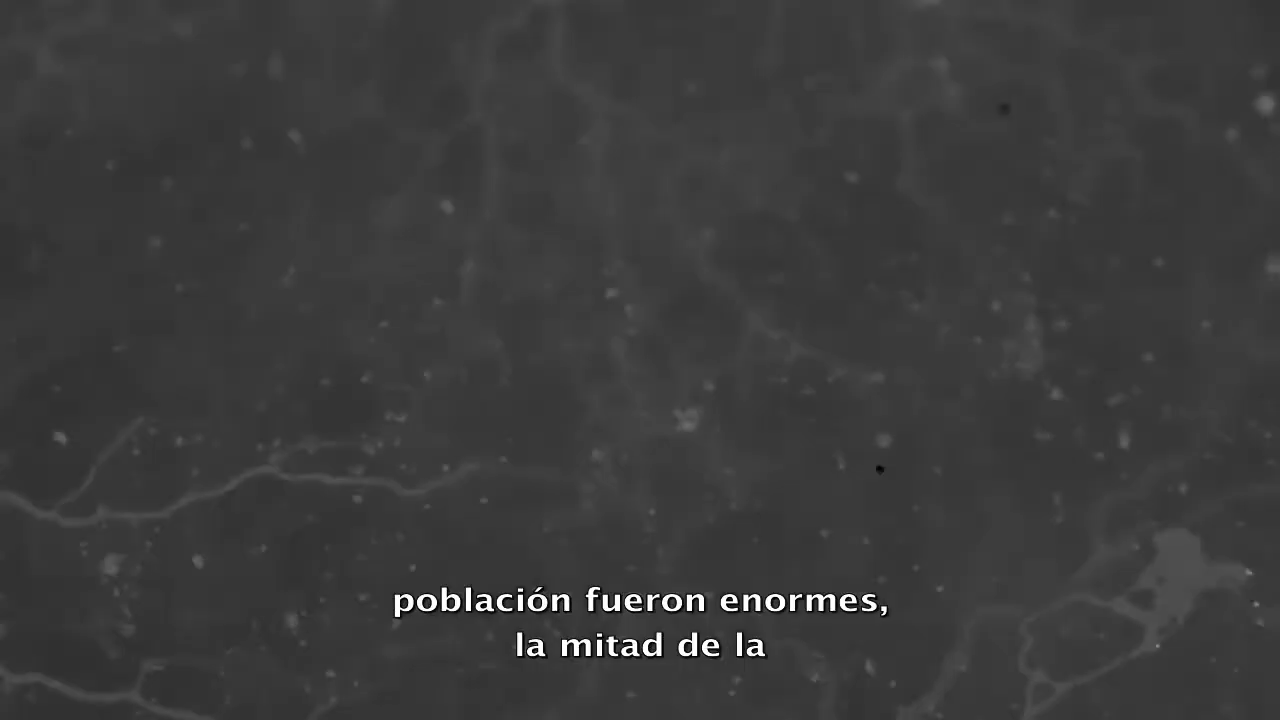 población fueron enormes,
la mitad de la